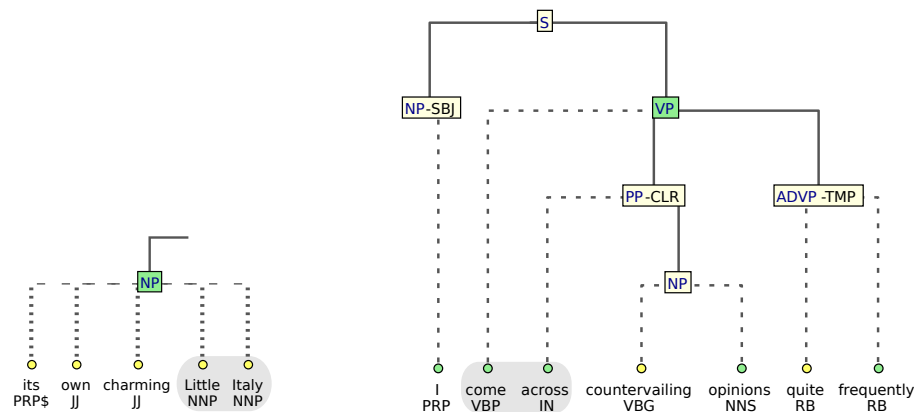 S
NP-SBJ VP
PP-CLR ADVP-TMP
NP NP
its own charming Little Italy I come across countervailing opinions quite frequently
PRP$ JJ JJ NNP NNP PRP VBP IN VBG NNS RB RB